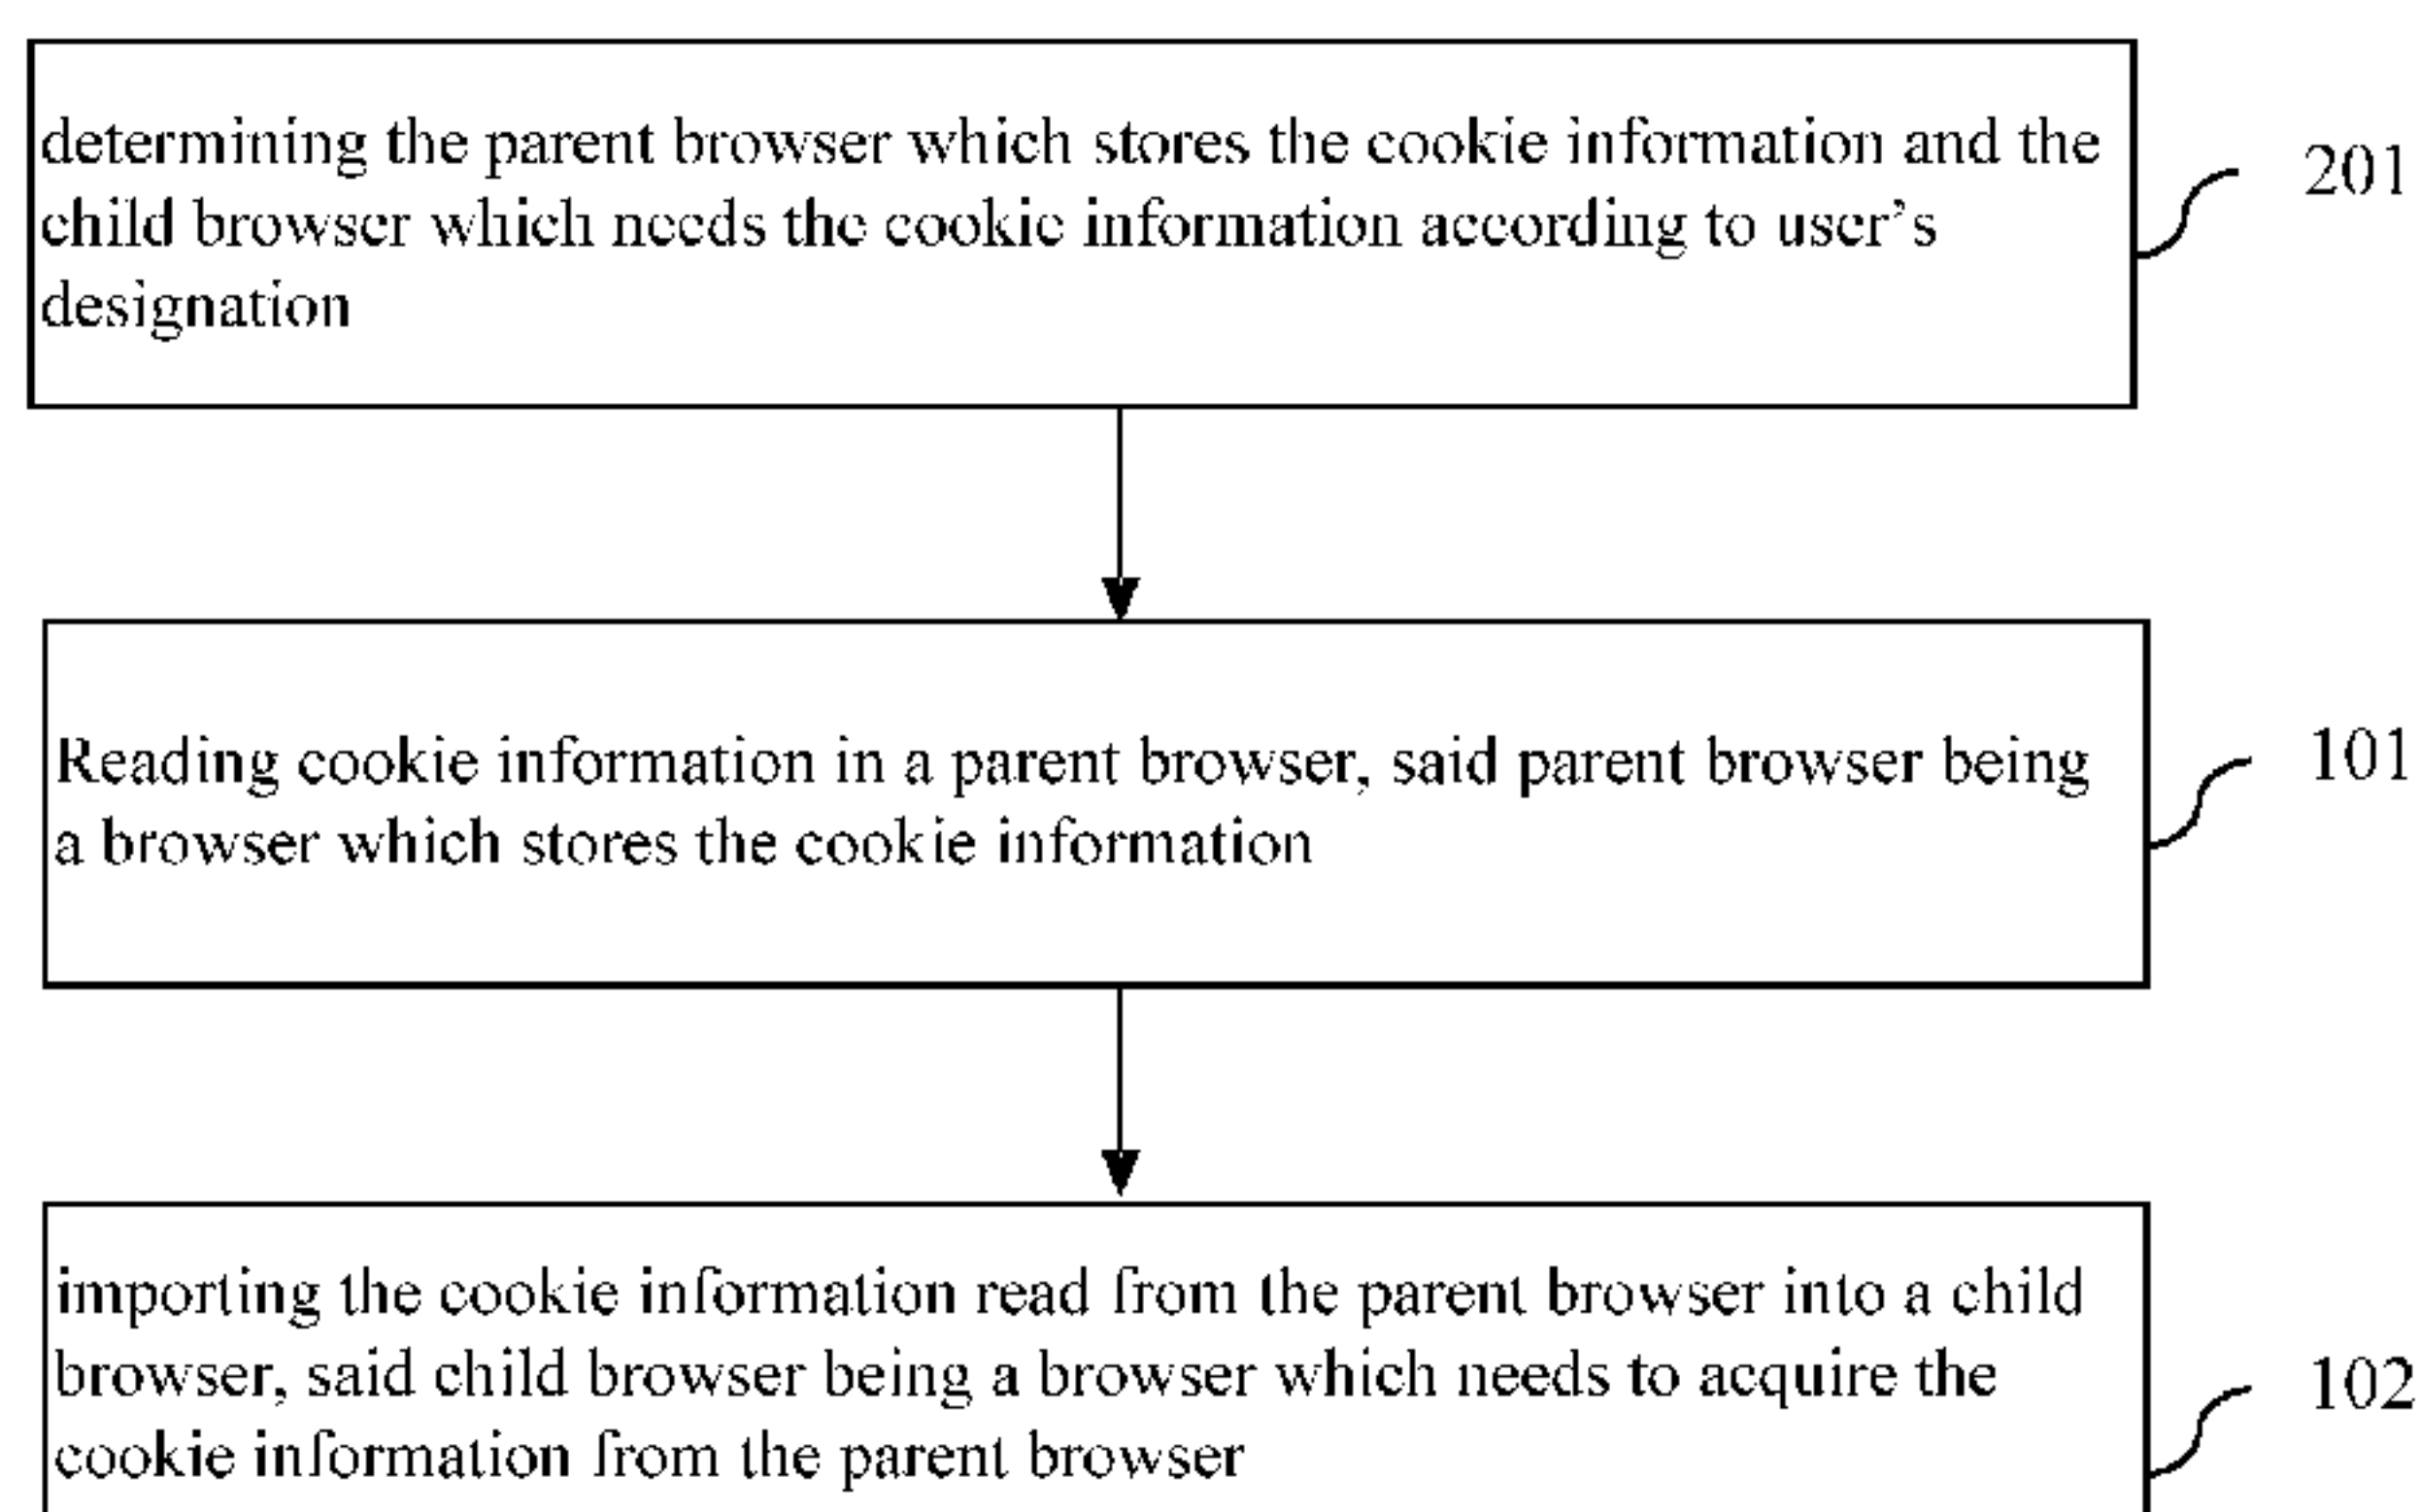 determining the parent browser which stores the cookie information and the
child browser which needs the cookie information according to user’s
designation
201
Reading cookie information in a parent browser, said parent browser being
a browser which stores the cookie information
101
importing the cookie information read from the parent browser into a child
browser, said child browser being a browser which needs to acquire the
cookie information from the parent browser
102